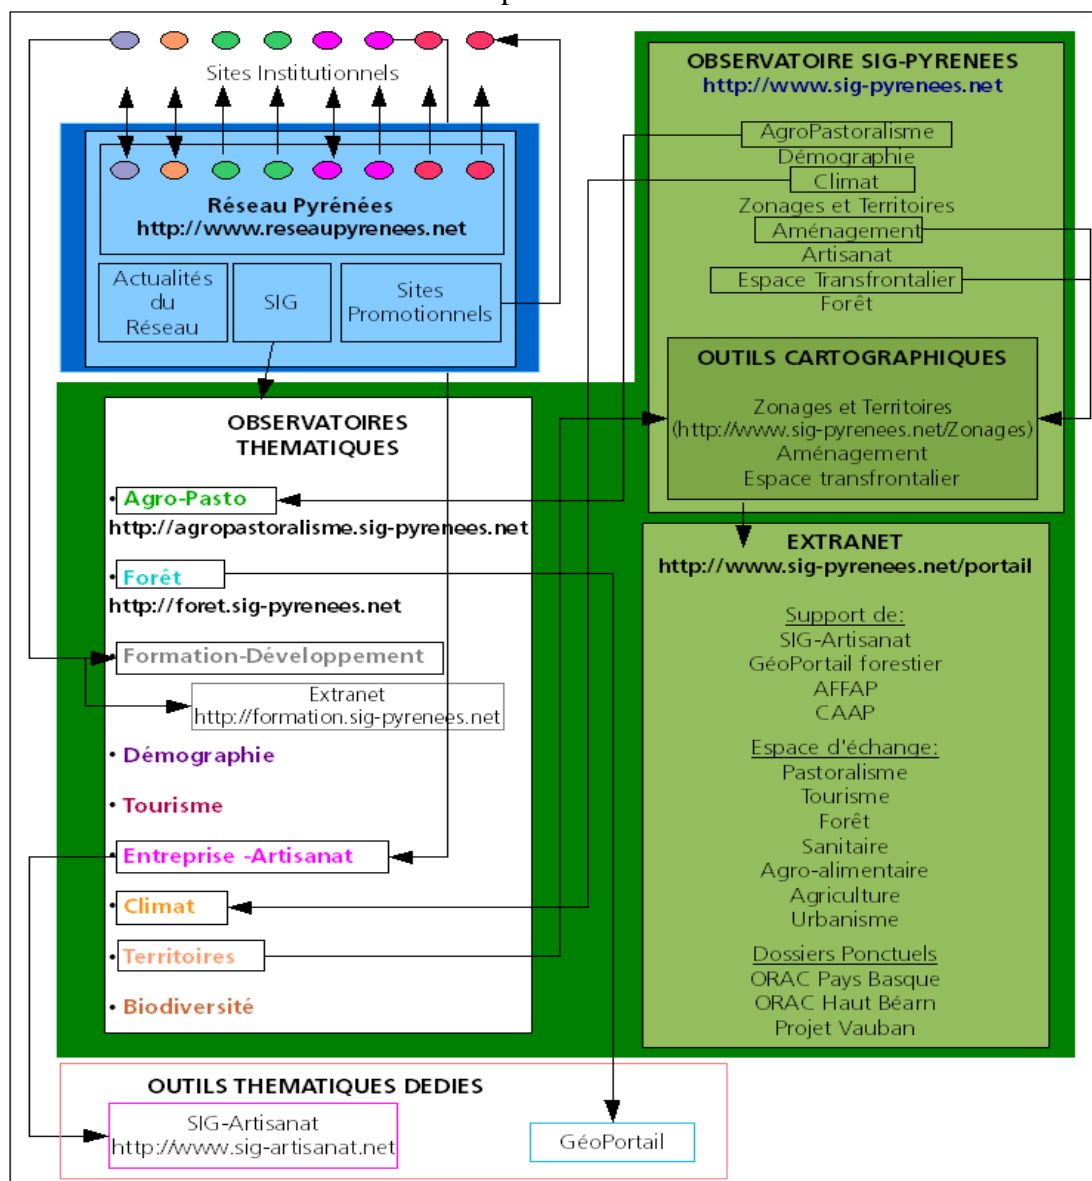 Sites Institutionnels
Réseau Pyrénées
http://www.reseaupyrenees.net
Actualités
du
Réseau
SIG
Sites
Promotionnels
OBSERVATOIRE SIG-PYRENEES
http://www.sig-pyrenees.net
AgroPastoralisme
Démographie
Climat
Zonages et Territoires
Aménagement
Artisanat
Espace Transfrontalier
Forêt
OUTILS CARTOGRAPHIQUES
Zonages et Territoires
(http://www.sig-pyrenees.net/Zonages)
Aménagement
Espace transfrontalier
OBSERVATOIRES
THEMATIQUES
• Agro-Pasto
http://agropastoralisme.sig-pyrenees.net
• Forêt
http://foret.sig-pyrenees.net
• Formation-Développement
Extranet
http://formation.sig-pyrenees.net
• Démographie
• Tourisme
• Entreprise -Artisanat
• Climat
• Territoires
• Biodiversité
EXTRANET
http://www.sig-pyrenees.net/portail
Support de:
SIG-Artisanat
GéoPortail forestier
AFFAP
CAAP
Espace d'échange:
Pastoralisme
Tourisme
Forêt
Sanitaire
Agro-alimentaire
Agriculture
Urbanisme
Dossiers Ponctuels
ORAC Pays Basque
ORAC Haut Béarn
Projet Vauban
OUTILS THEMATIQUES DEDIES
SIG-Artisanat
http://www.sig-artisanat.net
GéoPortail